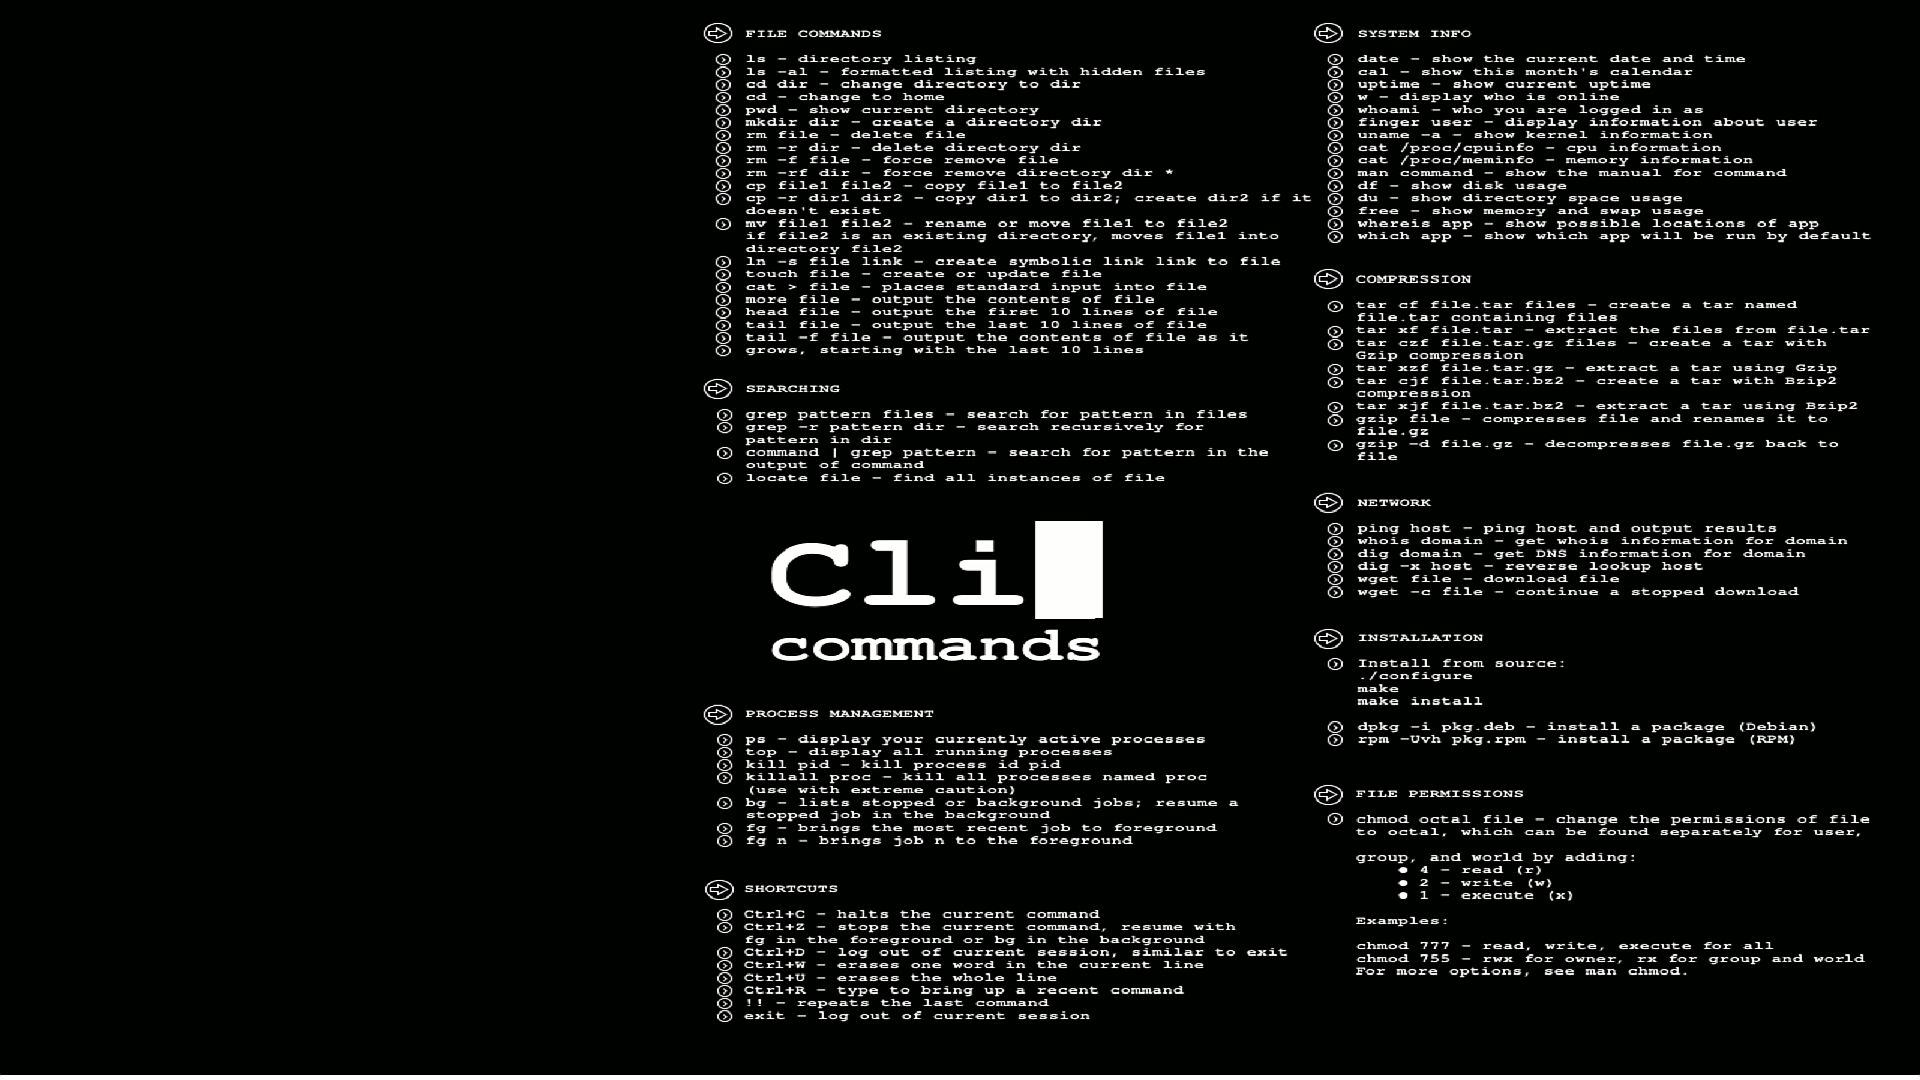 FILE COMMANDS
ls - directory listing
ls -al - formatted listing with hidden files
cd dir - change directory to dir
cd - change to home
pwd - show current directory
mkdir dir - create a directory dir
rm file - delete file
rm -r dir - delete directory dir
rm -f file - force remove file
rm -rf dir - force remove directory dir *
cp file1 file2 - copy file1 to file2
cp -r dir1 dir2 - copy dir1 to dir2; create dir2 if it
doesn't exist
mv file1 file2 - rename or move file1 to file2
if file2 is an existing directory, moves file1 into
directory file2
ln -s file link - create symbolic link link to file
touch file - create or update file
cat > file - places standard input into file
more file - output the contents of file
head file - output the first 10 lines of file
tail file - output the last 10 lines of file
tail -f file - output the contents of file as it
grows, starting with the last 10 lines
SEARCHING
grep pattern files - search for pattern in files
grep -r pattern dir - search recursively for
pattern in dir
command | grep pattern - search for pattern in the
output of command
locate file - find all instances of file
Cli
commands
PROCESS MANAGEMENT
ps - display your currently active processes
top - display all running processes
kill pid - kill process id pid
killall proc - kill all processes named proc
(use with extreme caution)
bg - lists stopped or background jobs; resume a
stopped job in the background
fg - brings the most recent job to foreground
fg n - brings job n to the foreground
SHORTCUTS
Ctrl+C - halts the current command
Ctrl+Z - stops the current command, resume with
fg in the foreground or bg in the background
Ctrl+D - log out of current session, similar to exit
Ctrl+W - erases one word in the current line
Ctrl+U - erases the whole line
Ctrl+R - type to bring up a recent command
!! - repeats the last command
exit - log out of current session
SYSTEM INFO
date - show the current date and time
cal - show this month's calendar
uptime - show current uptime
w - display who is online
whoami - who you are logged in as
finger user - display information about user
uname -a - show kernel information
cat /proc/cpuinfo - cpu information
cat /proc/meminfo - memory information
man command - show the manual for command
df - show disk usage
du - show directory space usage
free - show memory and swap usage
whereis app - show possible locations of app
which app - show which app will be run by default
COMPRESSION
tar cf file.tar files - create a tar named
file.tar containing files
tar xf file.tar - extract the files from file.tar
tar czf file.tar.gz files - create a tar with
Gzip compression
tar xzf file.tar.gz - extract a tar using Gzip
tar cjf file.tar.bz2 - create a tar with Bzip2
compression
tar xjf file.tar.bz2 - extract a tar using Bzip2
gzip file - compresses file and renames it to
file.gz
gzip -d file.gz - decompresses file.gz back to
file
NETWORK
ping host - ping host and output results
whois domain - get whois information for domain
dig domain - get DNS information for domain
dig -x host - reverse lookup host
wget file - download file
wget -c file - continue a stopped download
INSTALLATION
Install from source:
./configure
make
make install
dpkg -i pkg.deb - install a package (Debian)
rpm -Uvh pkg.rpm - install a package (RPM)
FILE PERMISSIONS
chmod octal file - change the permissions of file
to octal, which can be found separately for user,
group, and world by adding:
● 4 - read (r)
● 2 - write (w)
● 1 - execute (x)
Examples:
chmod 777 - read, write, execute for all
chmod 755 - rwx for owner, rx for group and world
For more options, see man chmod.